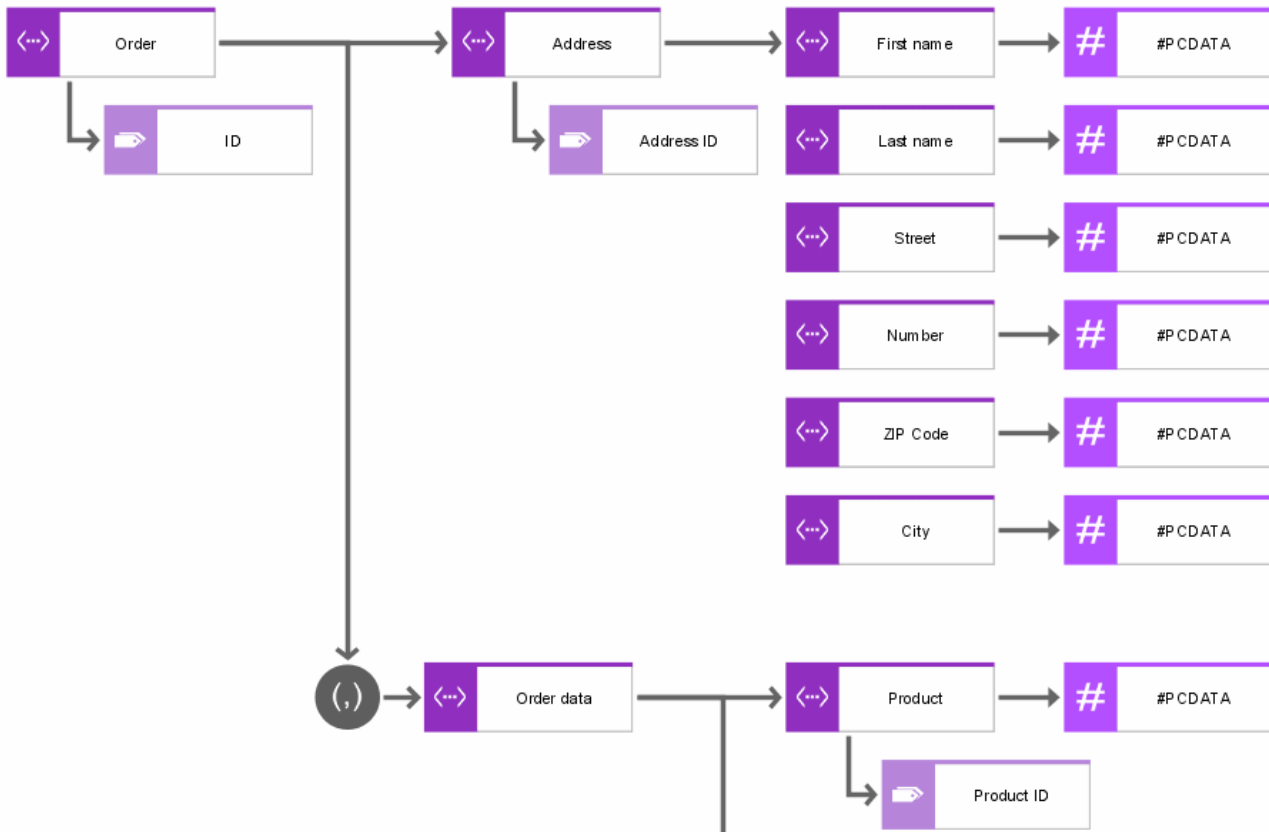 Order
Address
First name
#PCDATA
ID
Address ID
Last name
#PCDATA
Street
#PCDATA
Number
#PCDATA
ZIP Code
#PCDATA
City
#PCDATA
(,)
Order data
Product
#PCDATA
Product ID